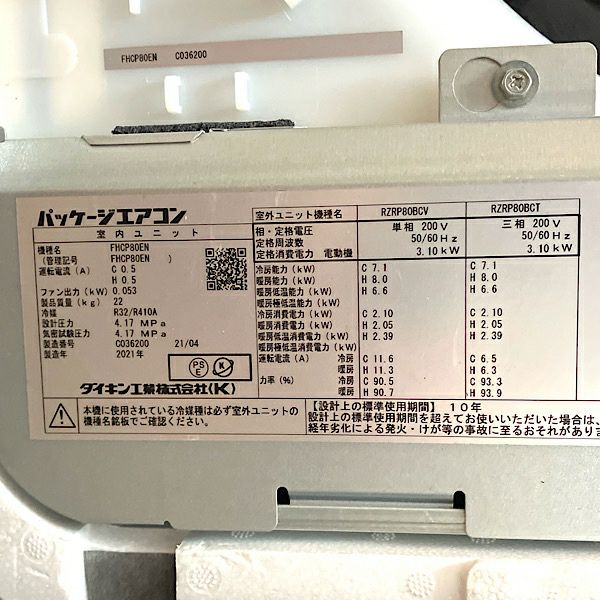 FHCP80EN C036200
パッケージエアコン
室内ユニット
機種名 FHCP80EN
(管理記号 FHCP80EN )
運転電流(A) C 0.5
H 0.5
ファン出力(kW) 0.053
製品質量(kg) 22
冷媒 R32/R410A
設計圧力 4.17 MPa
気密試験圧力 4.17 MPa
製造番号 C036200 21/04
製造年 2021年
PS
E
ダイキン工業株式会社(K)
室外ユニット機種名 RZRP80BCV RZRP80BCT
相・定格電圧 単相 200V 三相 200V
定格周波数 50/60Hz 50/60Hz
定格消費電力 電動機 3.10kW 3.10kW
冷房能力(kW) C 7.1 C 7.1
暖房能力(kW) H 8.0 H 8.0
暖房低温能力(kW) H 6.6 H 6.6
暖房極低温能力(kW)
冷房消費電力(kW) C 2.10 C 2.10
暖房消費電力(kW) H 2.05 H 2.05
暖房低温消費電力(kW) H 2.39 H 2.39
暖房極低温消費電力(kW)
運転電流(A) 冷房 C 11.6 C 6.5
暖房 H 11.3 H 6.3
力率(%) 冷房 C 90.5 C 93.3
暖房 H 90.7 H 93.9
本機に使用されている冷媒種は必ず室外ユニットの
機種名銘板でご確認ください。
【設計上の標準使用期間】 10年
設計上の標準使用期間を超えてお使いいただいた場合は、
経年劣化による発火・けが等の事故に至るおそれがありま